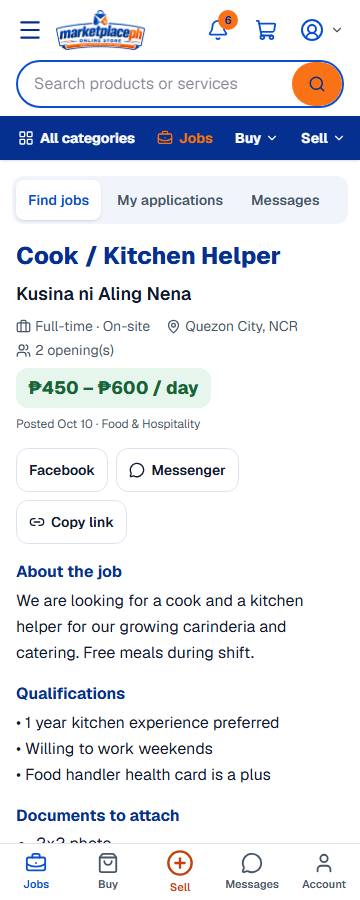 marketplaceph
ONLINE STORE
6
Search products or services
All categories
Jobs
Buy
Sell
Find jobs
My applications
Messages
Cook / Kitchen Helper
Kusina ni Aling Nena
Full-time · On-site
Quezon City, NCR
2 opening(s)
₱450 – ₱600 / day
Posted Oct 10 · Food & Hospitality
Facebook
Messenger
Copy link
About the job
We are looking for a cook and a kitchen
helper for our growing carinderia and
catering. Free meals during shift.
Qualifications
• 1 year kitchen experience preferred
• Willing to work weekends
• Food handler health card is a plus
Documents to attach
• 2x2 photo
Jobs
Buy
Sell
Messages
Account